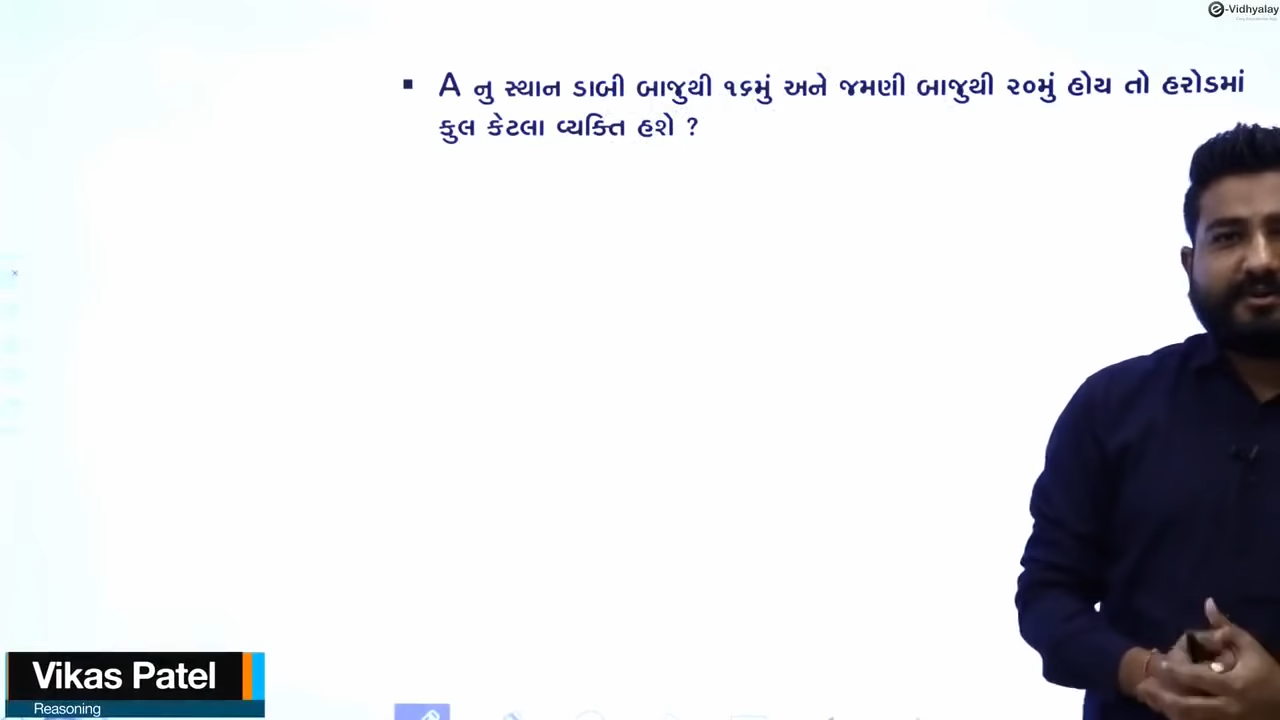 e-Vidhyalay
▪ A નુ સ્થાન ડાબી બાજુથી ૧૬મું અને જમણી બાજુથી ૨૦મું હોય તો હરોડમાં
કુલ કેટલા વ્યક્તિ હશે ?
Vikas Patel
Reasoning